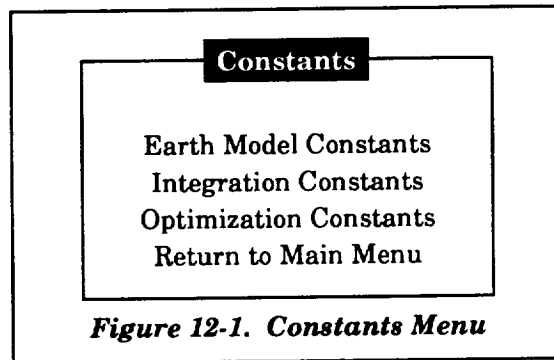 Constants
Earth Model Constants
Integration Constants
Optimization Constants
Return to Main Menu
Figure 12-1. Constants Menu